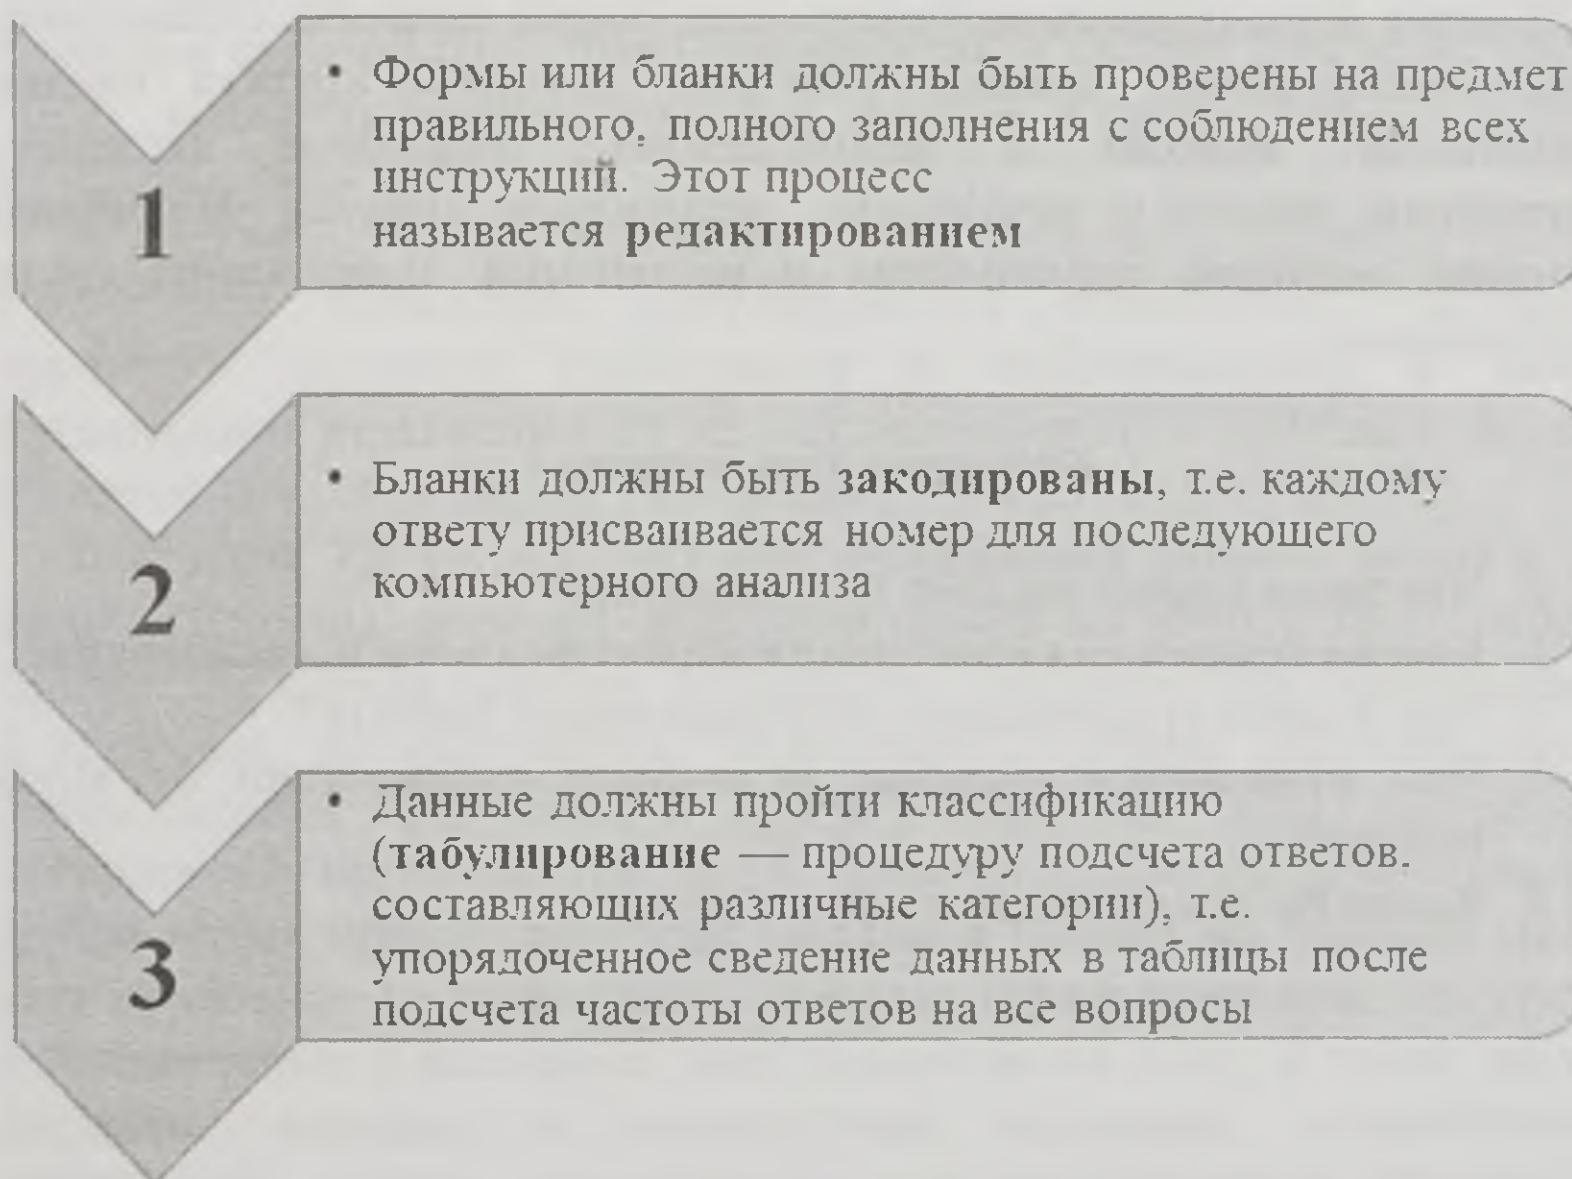 1
• Формы или бланки должны быть проверены на предмет
правильного, полного заполнения с соблюдением всех
инструкций. Этот процесс
называется редактированием
2
• Бланки должны быть закодированы, т.е. каждому
ответу присваивается номер для последующего
компьютерного анализа
3
• Данные должны пройти классификацию
(табулирование — процедуру подсчета ответов.
составляющих различные категории), т.е.
упорядоченное сведение данных в таблицы после
подсчета частоты ответов на все вопросы